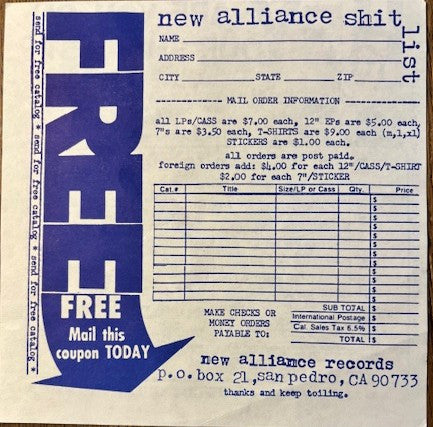 send for free catalog * send for free catalog * send for free catalog *
FREE
FREE
Mail this
coupon TODAY
new alliance shit
list
NAME
ADDRESS
CITY STATE ZIP
MAIL ORDER INFORMATION
all LPs/CASS are $7.00 each, 12" EPs are $5.00 each,
7"s are $3.50 each, T-SHIRTS are $9.00 each (m,l,xl)
STICKERS are $1.00 each.
all orders are post paid.
foreign orders add: $4.00 for each 12"/CASS/T-SHIRT
$2.00 for each 7"/STICKER
Cat.# Title Size/LP or Cass Qty. Price
$
$
$
$
$
$
$
$
$
SUB TOTAL $
International Postage $
Cal. Sales Tax 6.5% $
TOTAL $
MAKE CHECKS OR
MONEY ORDERS
PAYABLE TO:
new alliance records
p.o.box 21, san pedro, CA 90733
thanks and keep toiling.